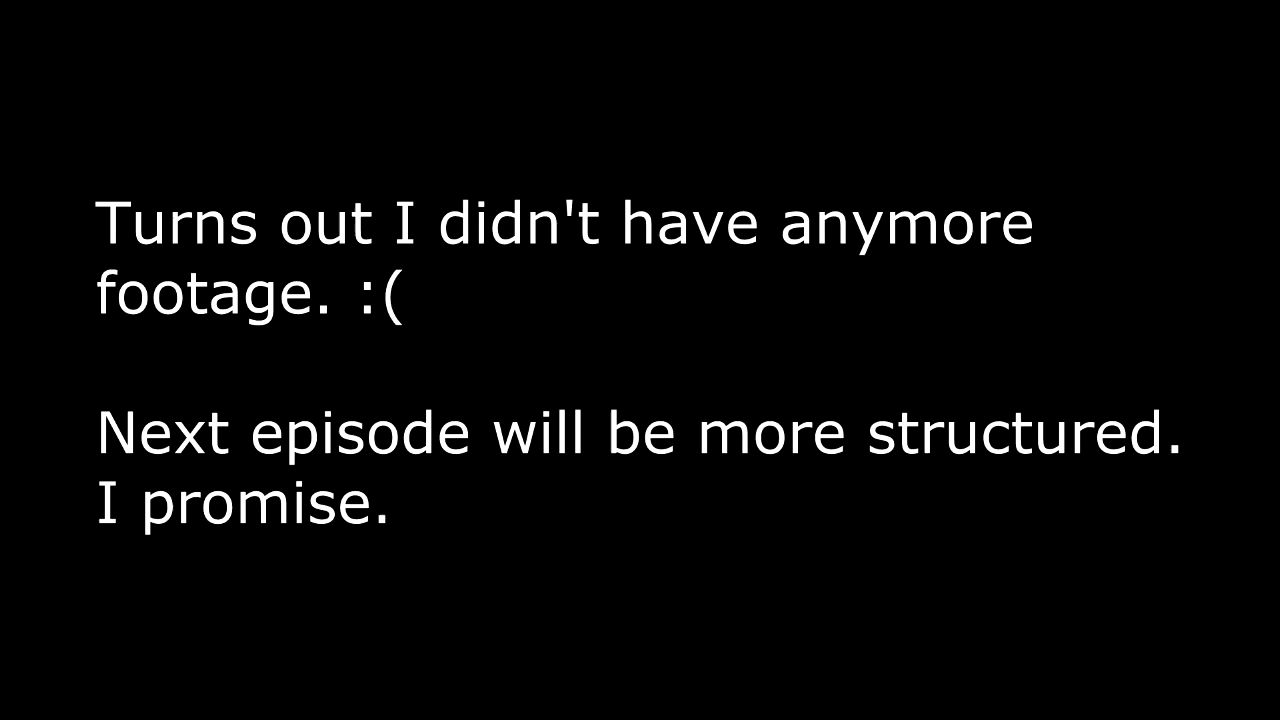 Turns out I didn't have anymore
footage. :(
Next episode will be more structured.
I promise.